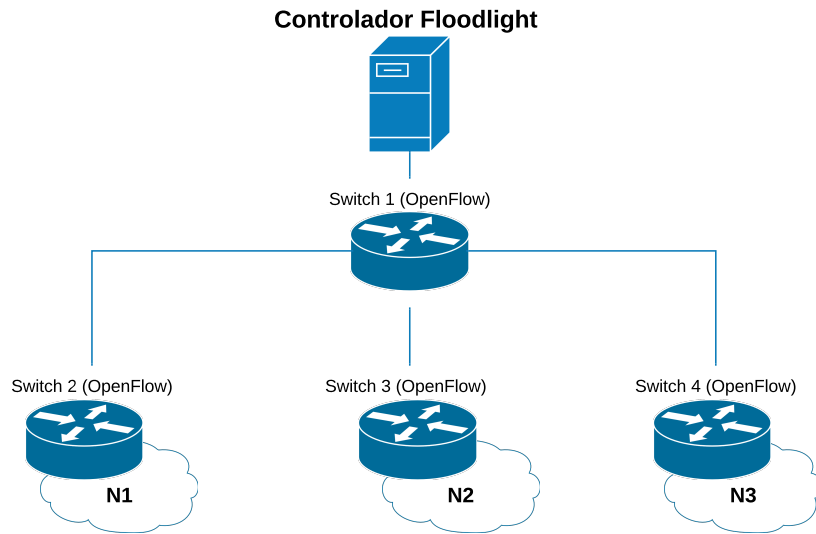 Controlador Floodlight
Switch 1 (OpenFlow)
Switch 2 (OpenFlow)
Switch 3 (OpenFlow)
Switch 4 (OpenFlow)
N1
N2
N3